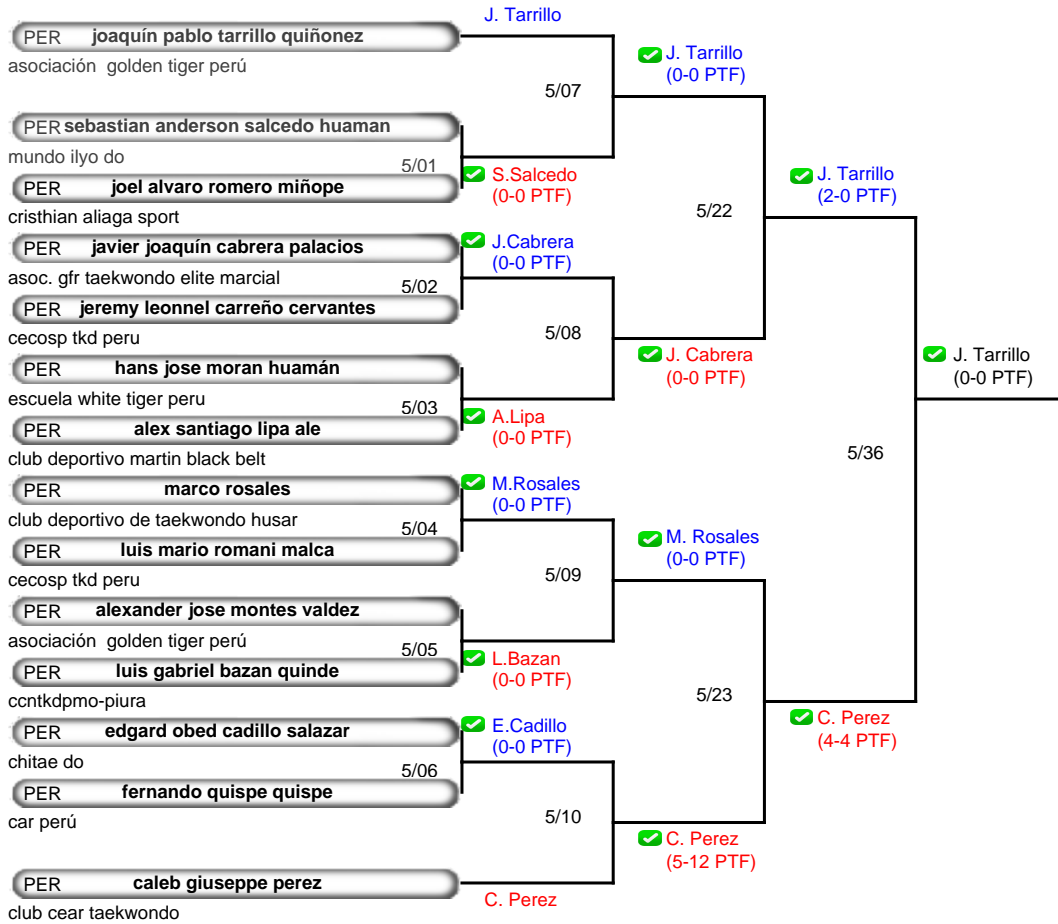 J. Tarrillo
PER joaquín pablo tarrillo quiñonez
asociación golden tiger perú
5/07
J. Tarrillo
(0-0 PTF)
PER sebastian anderson salcedo huaman
mundo ilyo do
5/01
S.Salcedo
(0-0 PTF)
PER joel alvaro romero miñope
cristhian aliaga sport
5/22
J. Tarrillo
(2-0 PTF)
PER javier joaquín cabrera palacios
J.Cabrera
(0-0 PTF)
asoc. gfr taekwondo elite marcial
5/02
PER jeremy leonnel carreño cervantes
cecosp tkd peru
5/08
J. Cabrera
(0-0 PTF)
J. Tarrillo
(0-0 PTF)
PER hans jose moran huamán
escuela white tiger peru
5/03
A.Lipa
(0-0 PTF)
PER alex santiago lipa ale
club deportivo martin black belt
5/36
PER marco rosales
M.Rosales
(0-0 PTF)
club deportivo de taekwondo husar
5/04
PER luis mario romani malca
cecosp tkd peru
5/09
M. Rosales
(0-0 PTF)
PER alexander jose montes valdez
asociación golden tiger perú
5/05
L.Bazan
(0-0 PTF)
PER luis gabriel bazan quinde
ccntkdpmo-piura
5/23
C. Perez
(4-4 PTF)
PER edgard obed cadillo salazar
E.Cadillo
(0-0 PTF)
chitae do
5/06
PER fernando quispe quispe
car perú
5/10
C. Perez
(5-12 PTF)
PER caleb giuseppe perez
C. Perez
club cear taekwondo